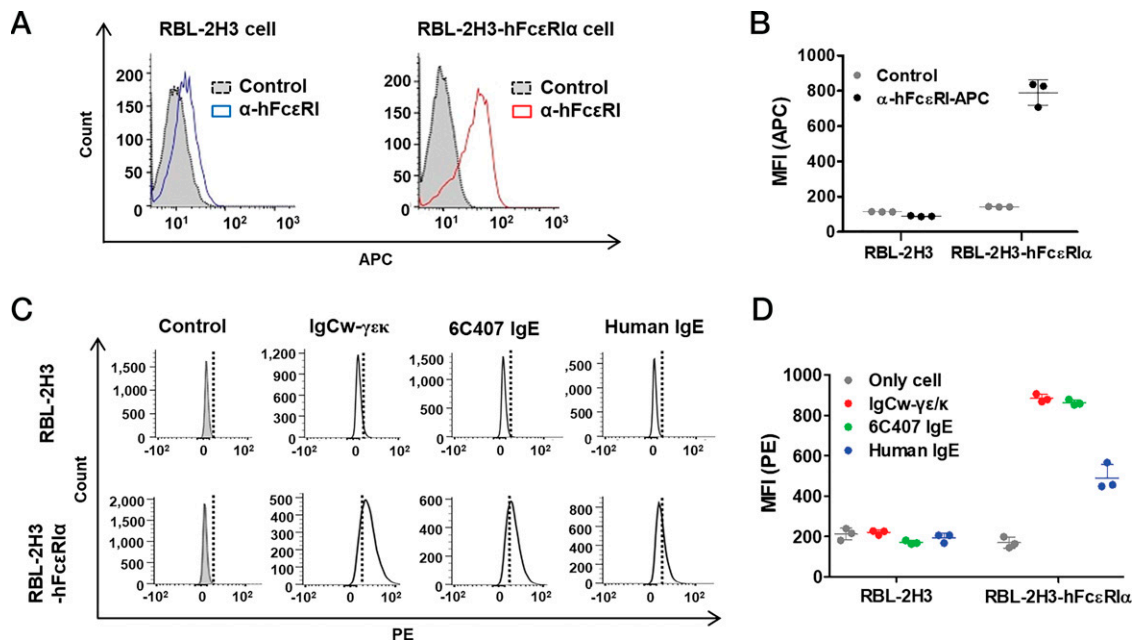 A
RBL-2H3 cell
RBL-2H3-hFcεRIα cell
Count
200
150
100
50
0
10¹ 10² 10³
Control
α-hFcεRI
200
150
100
50
0
10¹ 10² 10³
Control
α-hFcεRI
APC
B
MFI (APC)
1000
800
600
400
200
0
Control
α-hFcεRI-APC
RBL-2H3 RBL-2H3-hFcεRIα
C
Control IgCw-γεκ 6C407 IgE Human IgE
Count
RBL-2H3
1,500
1,000
500
0
-10² 0 10²
1,200
900
600
300
0
-10² 0 10²
1,500
1,000
500
0
-10² 0 10²
,500
1,000
500
0
-10² 0 10²
RBL-2H3
-hFcεRIα
2,000
1,500
1,000
500
0
-10² 0 10²
500
400
300
200
100
0
-10² 0 10²
600
400
200
0
-10² 0 10²
800
600
400
200
0
-10² 0 10²
PE
D
MFI (PE)
1000
800
600
400
200
0
Only cell
IgCw-γε/κ
6C407 IgE
Human IgE
RBL-2H3 RBL-2H3-hFcεRIα